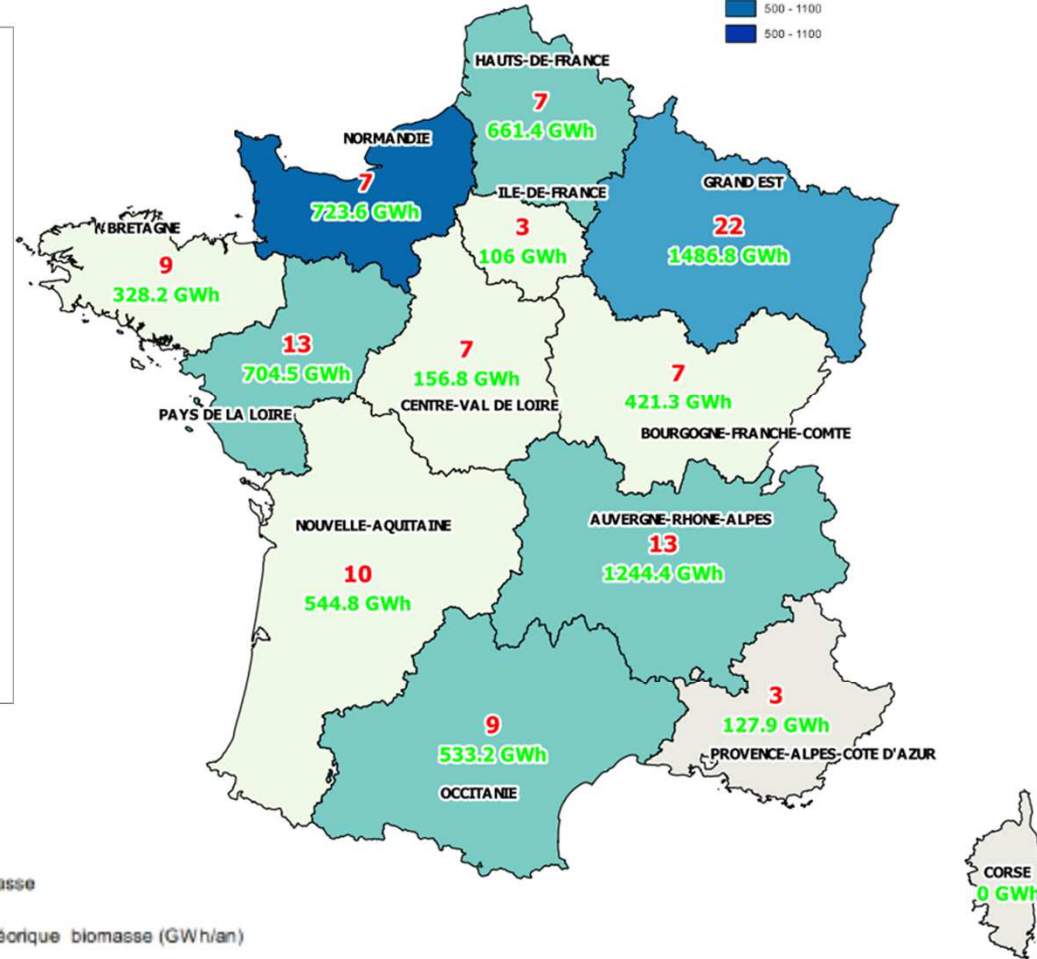 500 - 1100
500 - 1100
HAUTS-DE-FRANCE
7
661.4 GWh
NORMANDIE
7
723.6 GWh
ILE-DE-FRANCE
3
106 GWh
GRAND EST
22
1486.8 GWh
BRETAGNE
9
328.2 GWh
13
704.5 GWh
PAYS DE LA LOIRE
7
156.8 GWh
CENTRE-VAL DE LOIRE
7
421.3 GWh
BOURGOGNE-FRANCHE-COMTE
NOUVELLE-AQUITAINE
10
544.8 GWh
AUVERGNE-RHONE-ALPES
13
1244.4 GWh
9
533.2 GWh
OCCITANIE
3
127.9 GWh
PROVENCE-ALPES-COTE D'AZUR
CORSE
0 GWh
asse
éorique biomasse (GWh/an)